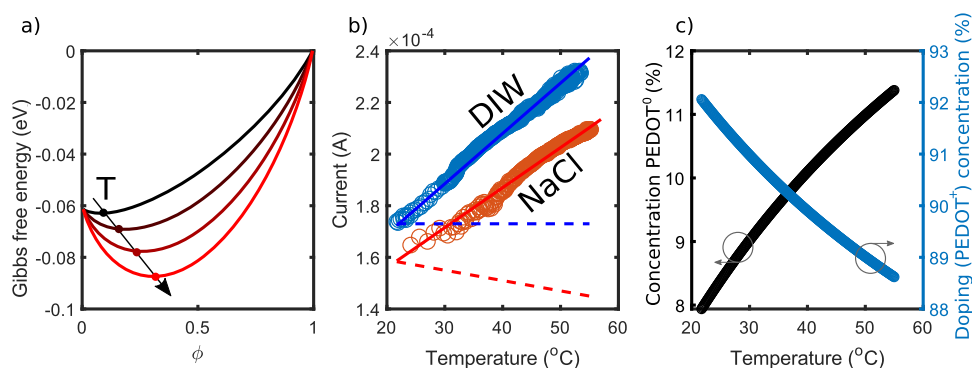 a)
0
-0.02
-0.04
-0.06
-0.08
-0.1
Gibbs free energy (eV)
T
0
0.5
1
ϕ
b)
×10⁻⁴
2.4
2.2
2
1.8
1.6
1.4
Current (A)
DIW
NaCl
20
30
40
50
60
Temperature (°C)
c)
12
11
10
9
8
Concentration PEDOT⁰ (%)
93
92
91
90
89
88
Doping (PEDOT⁺) concentration (%)
20
30
40
50
60
Temperature (°C)